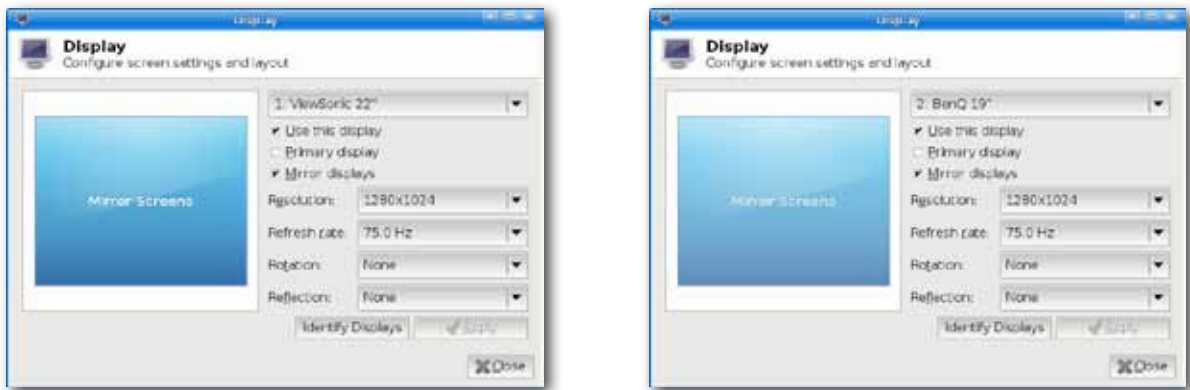 Display
Display
Configure screen settings and layout
1. ViewSonic 22"
Use this display
Primary display
Mirror displays
Mirror Screens
Resolution: 1280x1024
Refresh rate: 75.0 Hz
Rotation: None
Reflection: None
Identify Displays Apply
Close
Display
Display
Configure screen settings and layout
2. BenQ 19"
Use this display
Primary display
Mirror displays
Mirror Screens
Resolution: 1280x1024
Refresh rate: 75.0 Hz
Rotation: None
Reflection: None
Identify Displays Apply
Close